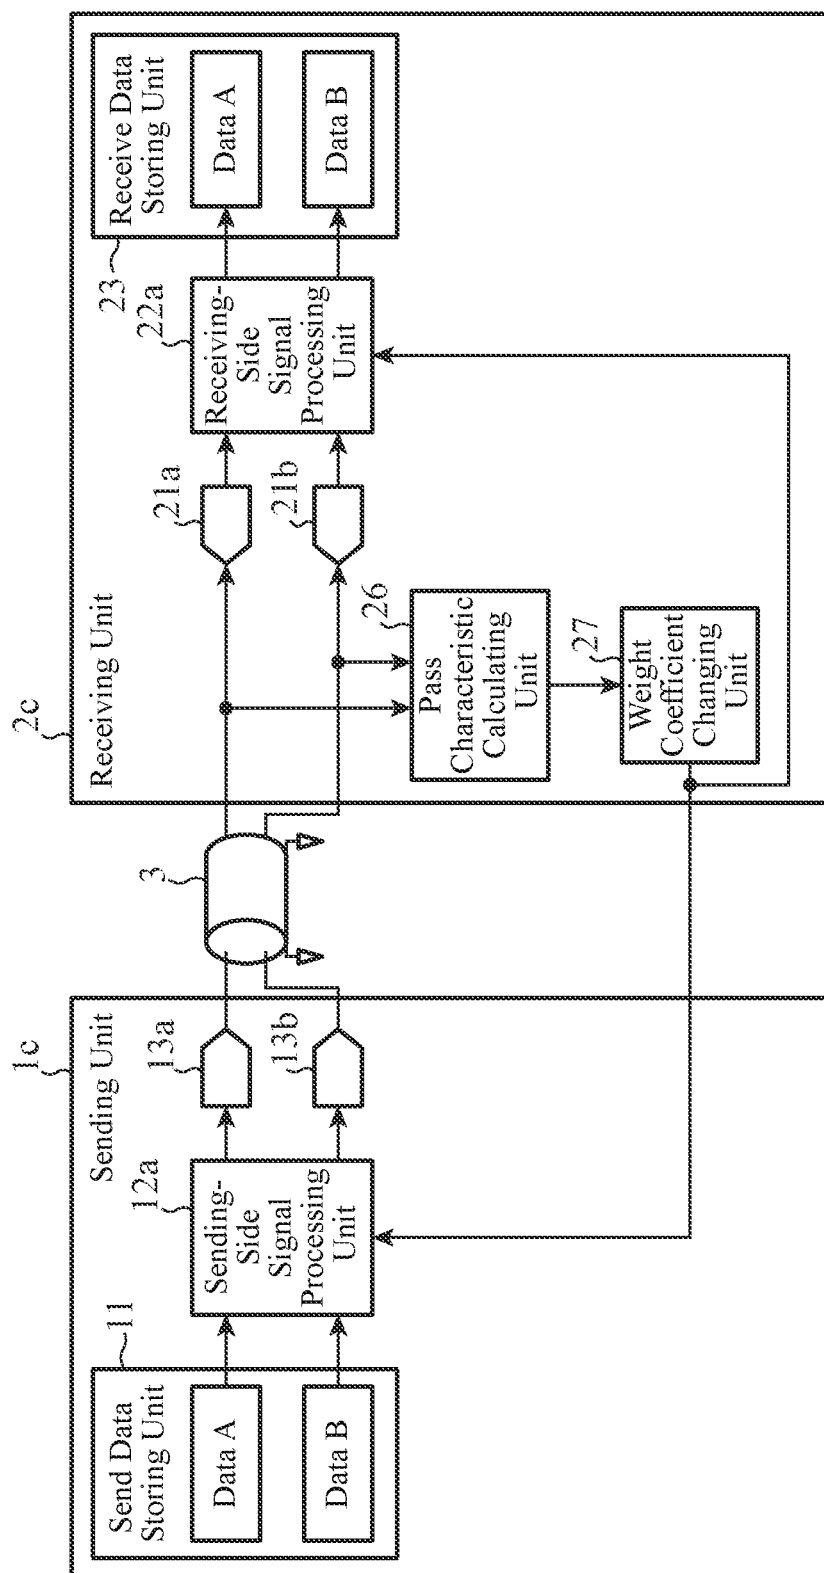 1c
Sending Unit
11
Send Data
Storing Unit
Data A
Data B
12a
Sending-
Side
Signal
Processing
Unit
13a
13b
3
2c
Receiving Unit
21a
21b
22a
Receiving-
Side
Signal
Processing
Unit
23
Receive Data
Storing Unit
Data A
Data B
26
Pass
Characteristic
Calculating
Unit
27
Weight
Coefficient
Changing
Unit